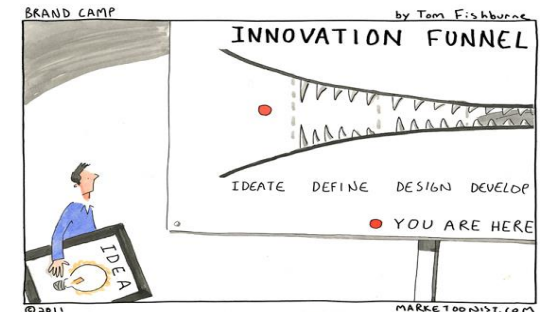 BRAND CAMP
by Tom Fishburne
INNOVATION FUNNEL
IDEATE DEFINE DESIGN DEVELOP
YOU ARE HERE
IDEA
© 2011
MARKETOONIST.COM